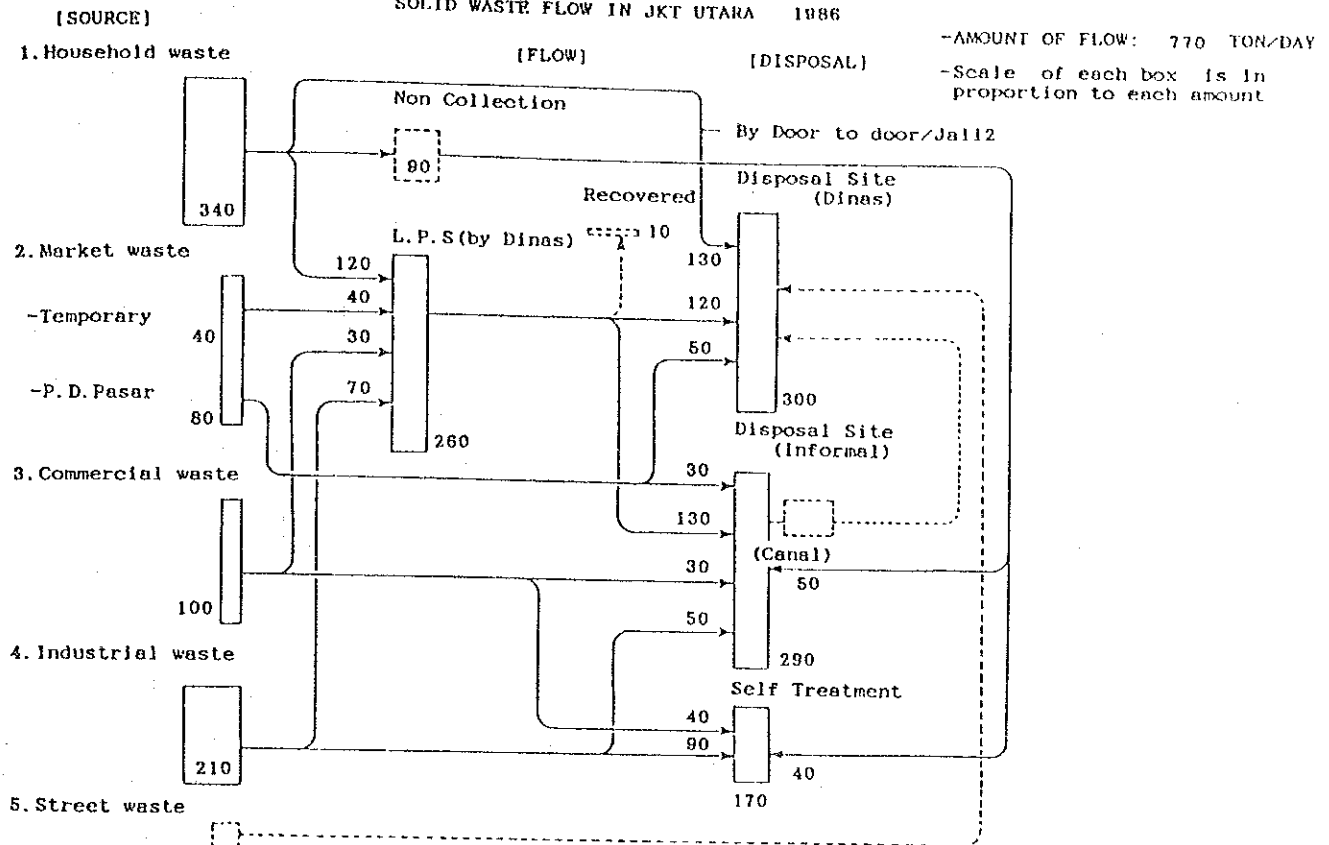 SOLID WASTE FLOW IN JKT UTARA 1986
[SOURCE]
-AMOUNT OF FLOW: 770 TON/DAY
1.Household waste
[FLOW]
[DISPOSAL]
-Scale of each box is in
proportion to each amount
Non Collection
By Door to door/Jali2
90
Disposal Site
(Dinas)
Recovered
340
L.P.S(by Dinas)
10
2.Market waste
120
130
40
120
-Temporary
40
30
50
-P.D.Pasar
70
300
80
260
Disposal Site
(Informal)
3.Commercial waste
30
130
(Canal)
30
50
100
50
4.Industrial waste
290
Self Treatment
40
90
210
40
170
5.Street waste